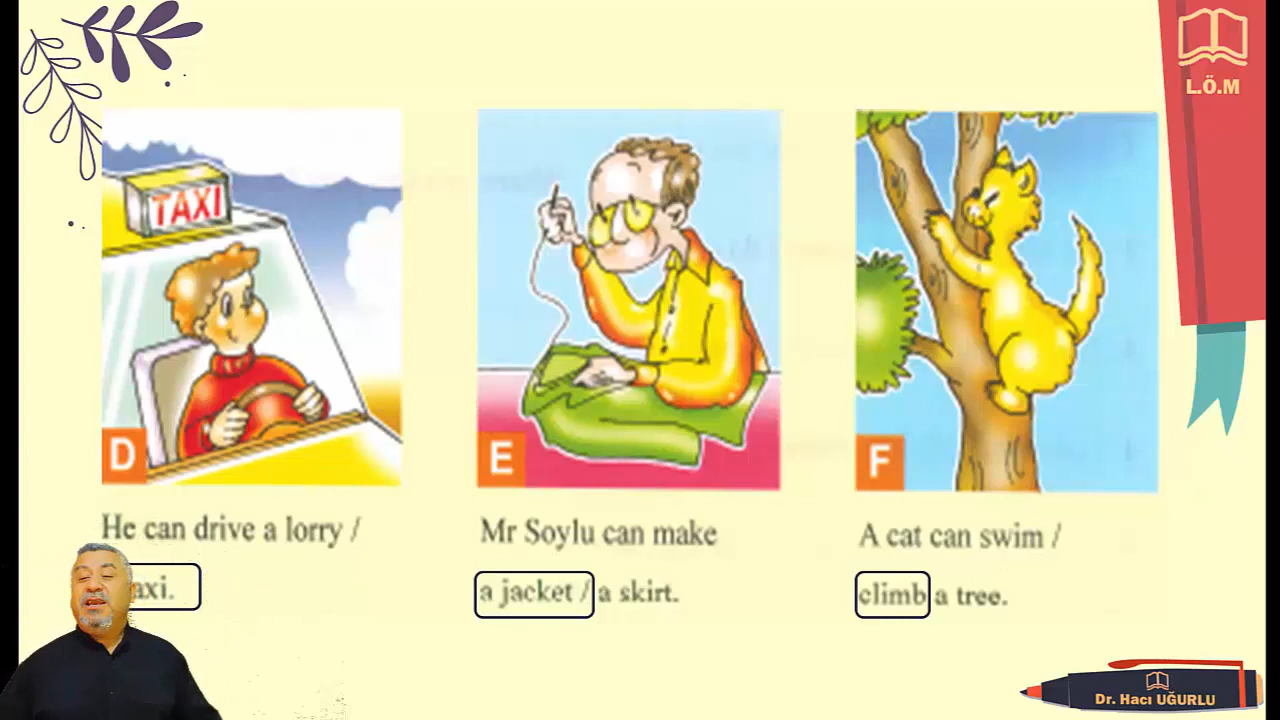 L.Ö.M
TAXI
D
E
F
He can drive a lorry /
axi.
Mr Soylu can make
a jacket / a skirt.
A cat can swim /
climb a tree.
Dr. Hacı UĞURLU